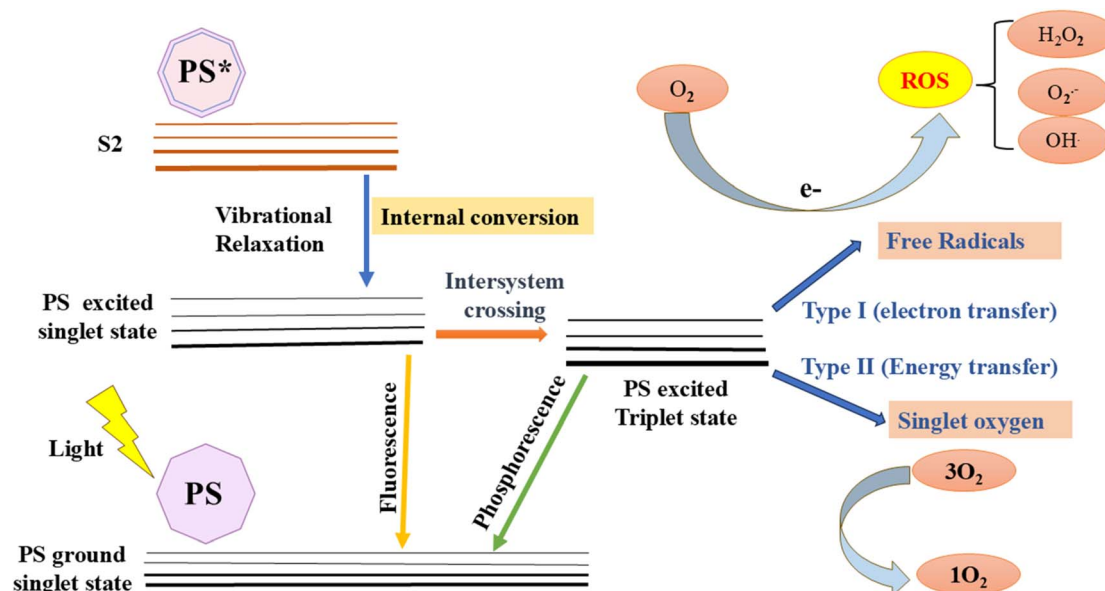 PS*
S2
Vibrational
Relaxation
Internal conversion
PS excited
singlet state
Intersystem
crossing
PS excited
Triplet state
Fluorescence
Phosphorescence
Light
PS
PS ground
singlet state
O₂
e-
ROS
H₂O₂
O₂·-
OH·
Free Radicals
Type I (electron transfer)
Type II (Energy transfer)
Singlet oxygen
3O₂
1O₂